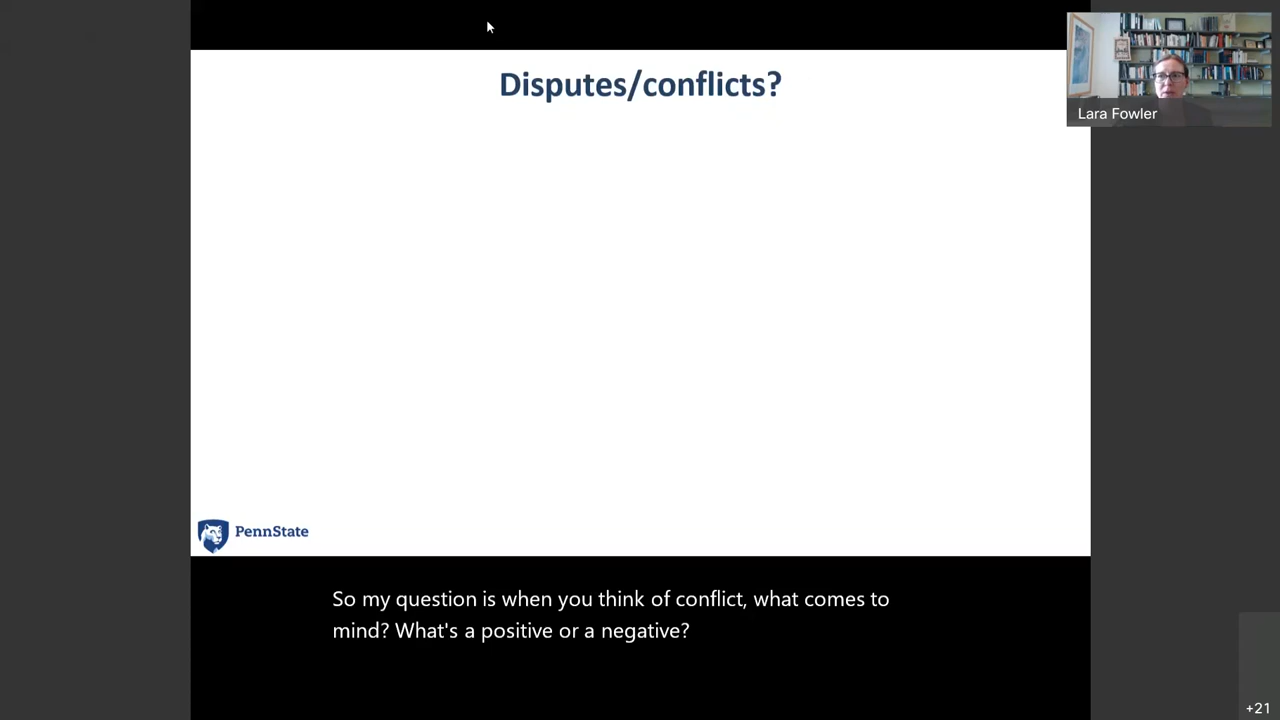 Disputes/conflicts?
Lara Fowler
PennState
So my question is when you think of conflict, what comes to
mind? What's a positive or a negative?
+21